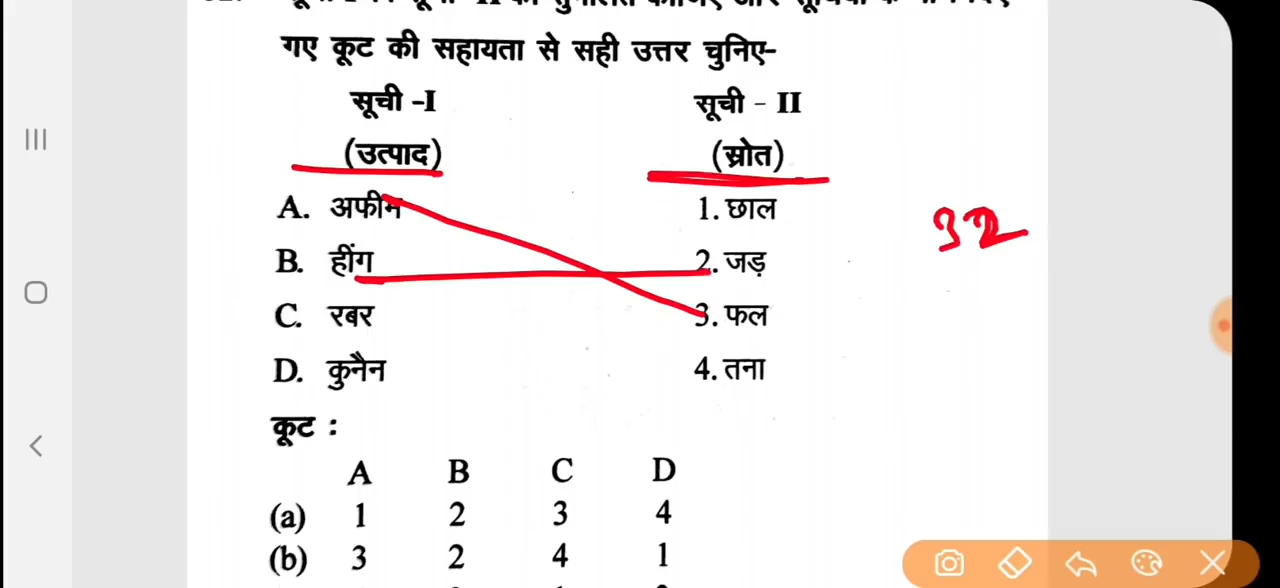 गए कूट की सहायता से सही उत्तर चुनिए-
सूची -I सूची - II
(उत्पाद) (स्रोत)
A. अफीम 1. छाल
B. हींग 2. जड़
C. रबर 3. फल
D. कुनैन 4. तना
32
कूट :
A B C D
(a) 1 2 3 4
(b) 3 2 4 1